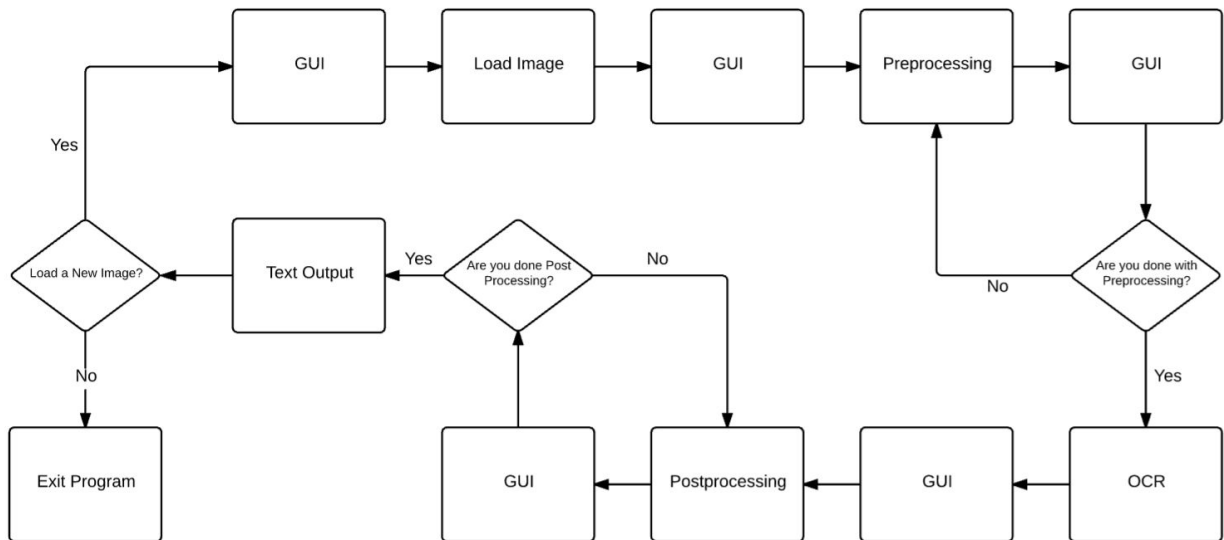 GUI
Load Image
GUI
Preprocessing
GUI
Yes
Load a New Image?
Text Output
Yes
Are you done Post
Processing?
No
No
Are you done with
Preprocessing?
No
Yes
Exit Program
GUI
Postprocessing
GUI
OCR